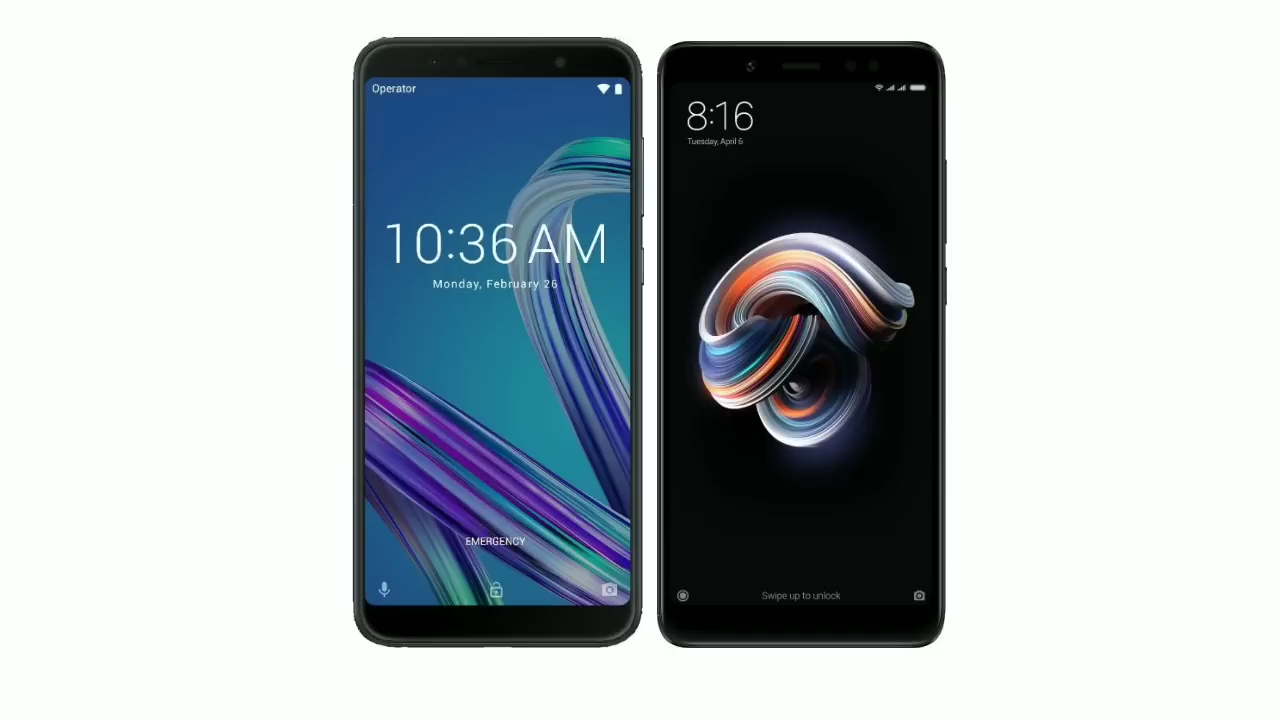 Operator
10:36 AM
Monday, February 26
EMERGENCY
8:16
Tuesday, April 6
Swipe up to unlock